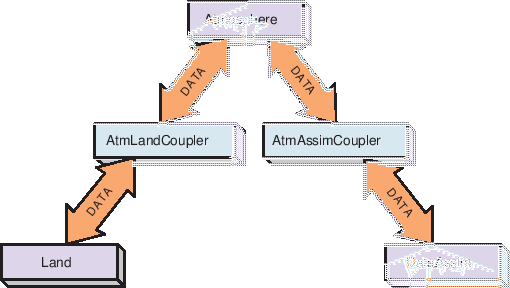 DATA
DATA
AtmLandCoupler
AtmAssimCoupler
DATA
DATA
Land